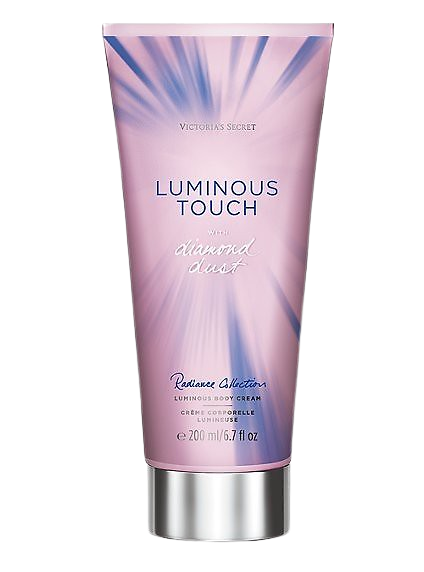 VICTORIA'S SECRET
LUMINOUS
TOUCH
WITH
diamond
dust
Radiance Collection
LUMINOUS BODY CREAM
CRÈME CORPORELLE
LUMINEUSE
℮ 200 ml/6.7 fl oz